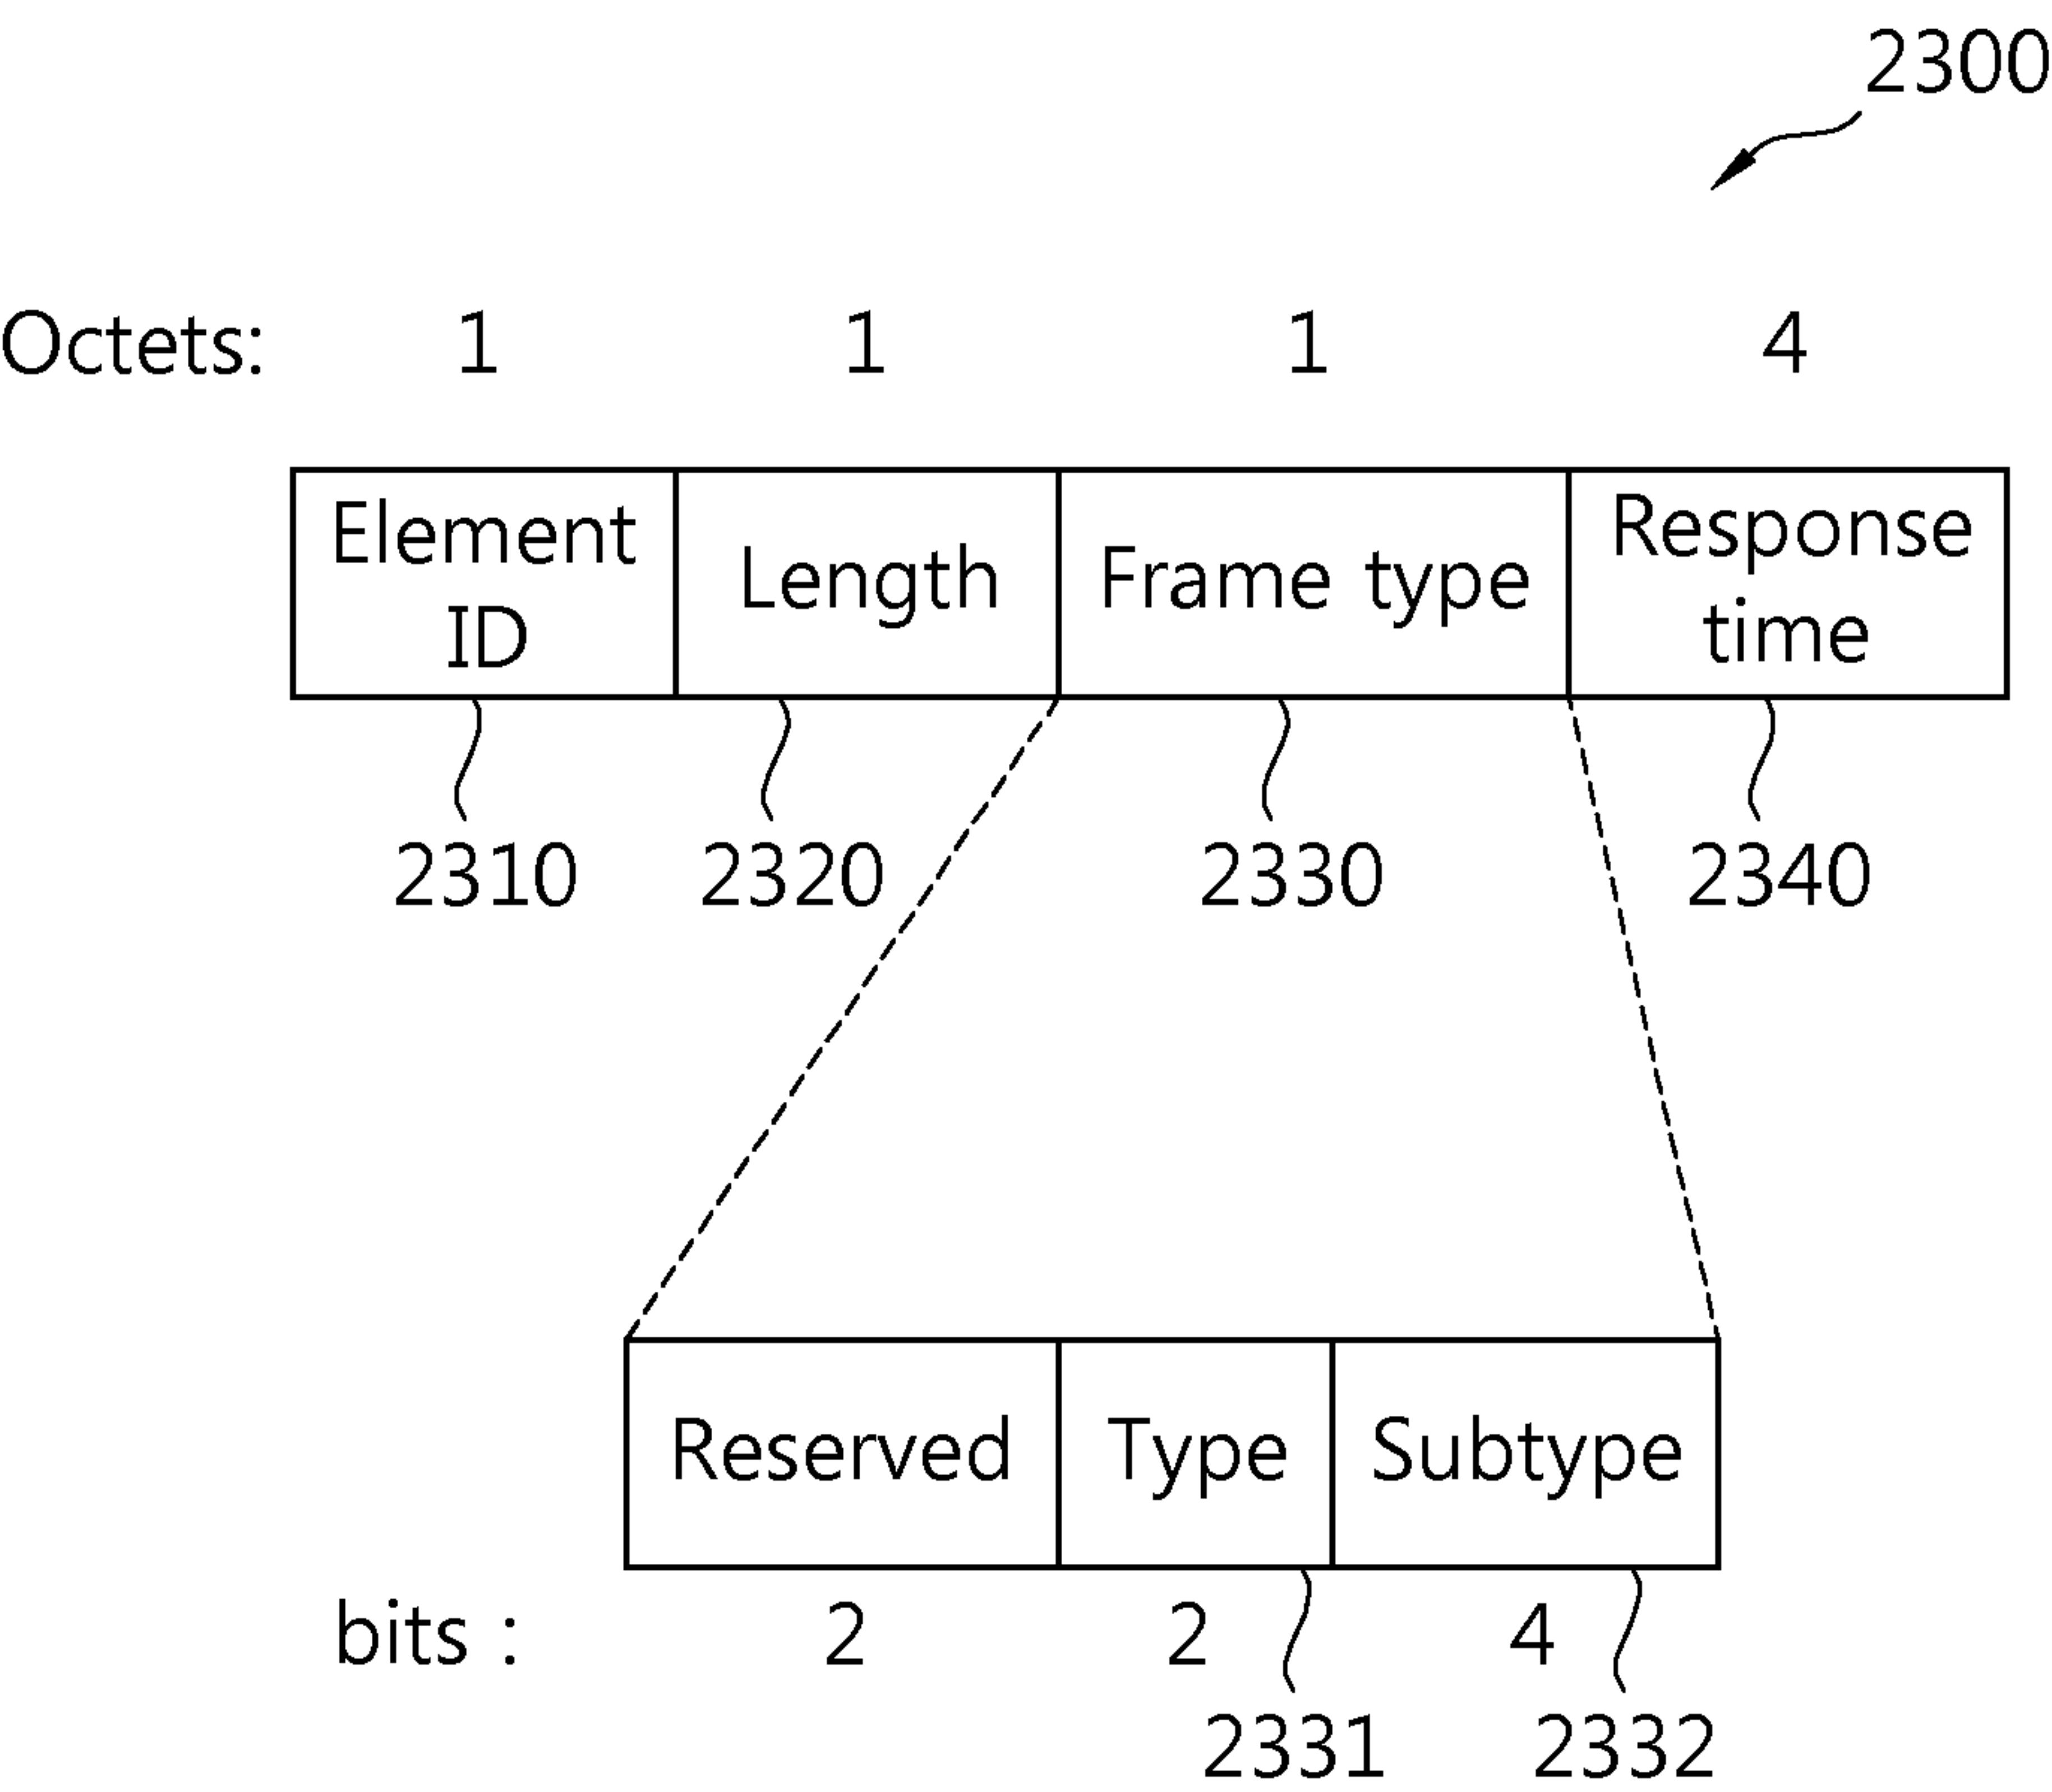 2300
Octets: 1 1 1 4
Element ID Length Frame type Response time
2310 2320 2330 2340
Reserved Type Subtype
bits : 2 2 4
2331 2332